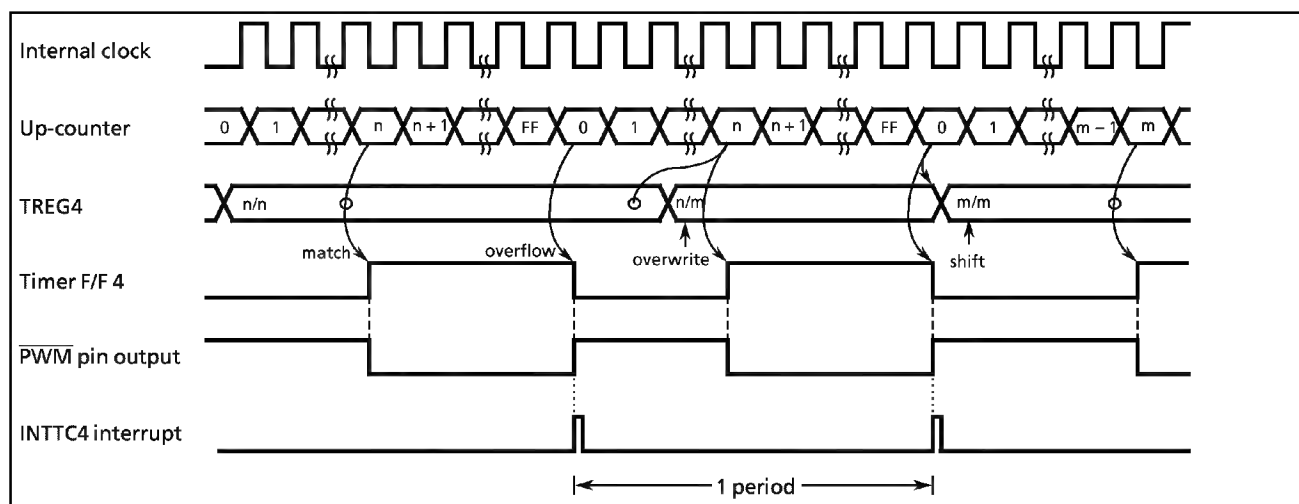 Internal clock
Up-counter 0 1 n n + 1 FF 0 1 n n + 1 FF 0 1 m − 1 m
TREG4 n/n n/m m/m
match overflow overwrite shift
Timer F/F 4
PWM pin output
INTTC4 interrupt
1 period